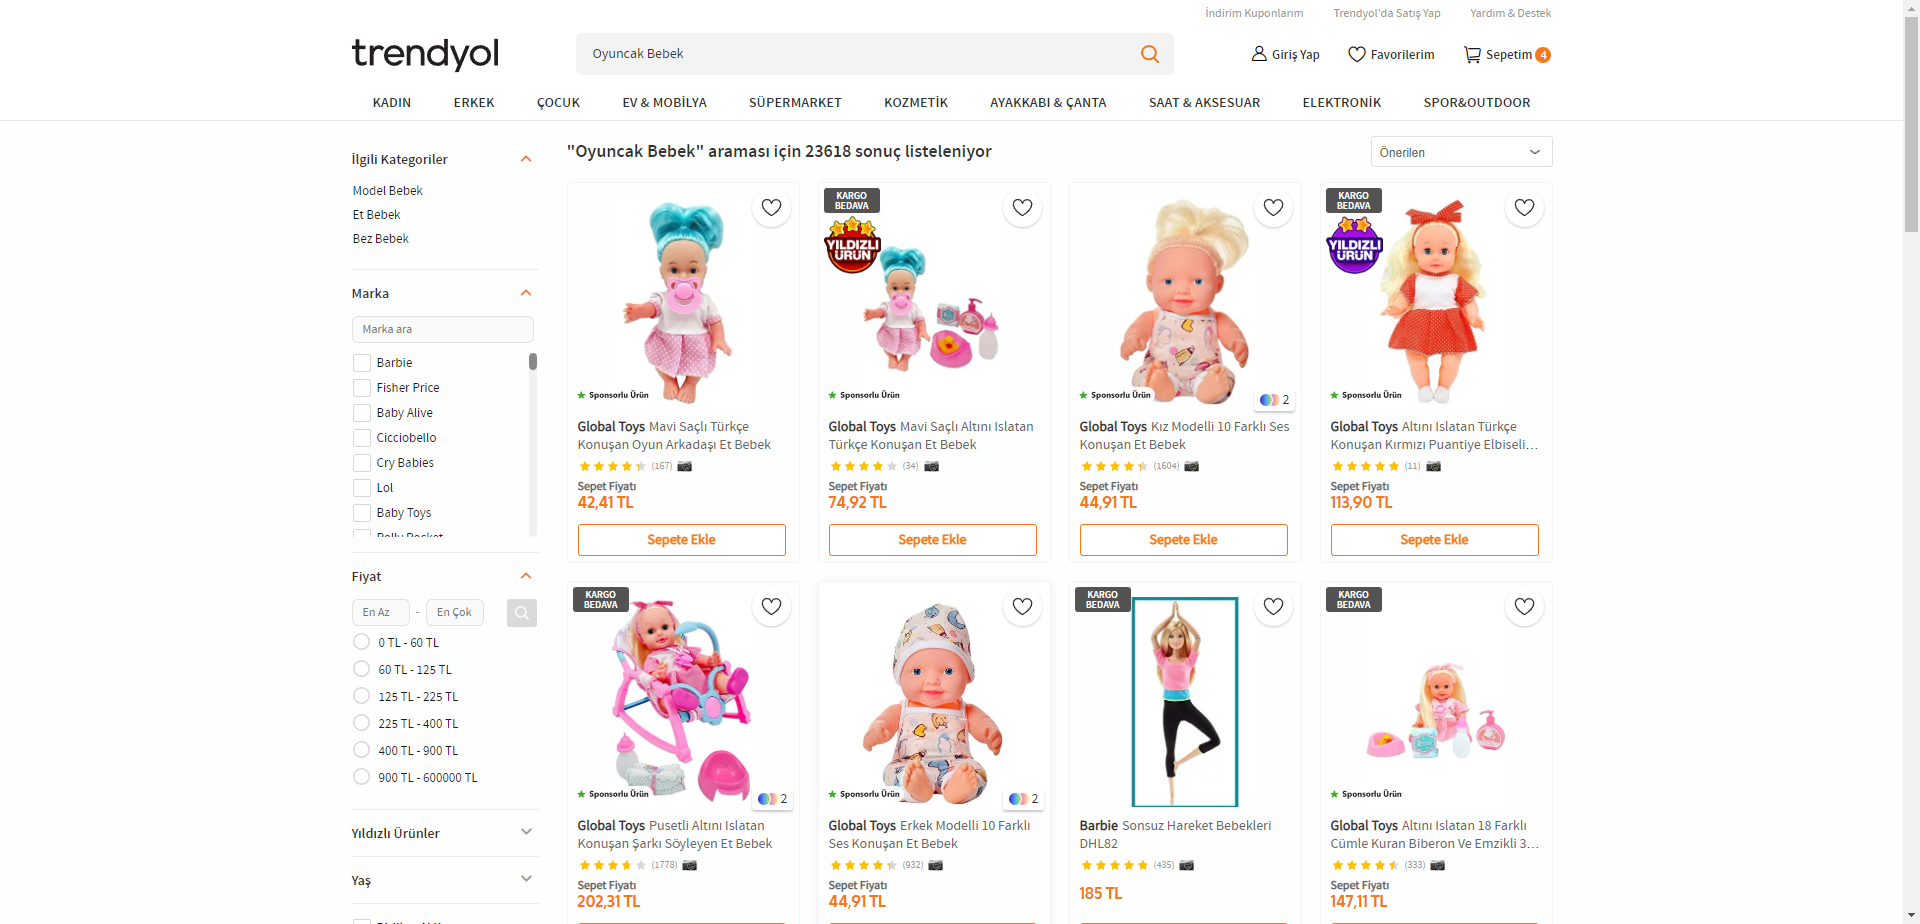 İndirim Kuponlarım
Trendyol'da Satış Yap
Yardım & Destek
trendyol
Oyuncak Bebek
Giriş Yap
Favorilerim
Sepetim 4
KADIN
ERKEK
ÇOCUK
EV & MOBİLYA
SÜPERMARKET
KOZMETİK
AYAKKABI & ÇANTA
SAAT & AKSESUAR
ELEKTRONİK
SPOR&OUTDOOR
İlgili Kategoriler
Model Bebek
Et Bebek
Bez Bebek
Marka
Marka ara
Barbie
Fisher Price
Baby Alive
Cicciobello
Cry Babies
Lol
Baby Toys
Polly Pocket
Fiyat
En Az - En Çok
0 TL - 60 TL
60 TL - 125 TL
125 TL - 225 TL
225 TL - 400 TL
400 TL - 900 TL
900 TL - 600000 TL
Yıldızlı Ürünler
Yaş
"Oyuncak Bebek" araması için 23618 sonuç listeleniyor
Önerilen
Sponsorlu Ürün
Global Toys Mavi Saçlı Türkçe
Konuşan Oyun Arkadaşı Et Bebek
(167)
Sepet Fiyatı
42,41 TL
Sepete Ekle
KARGO
BEDAVA
YILDIZLI
ÜRÜN
Sponsorlu Ürün
Global Toys Mavi Saçlı Altını Islatan
Türkçe Konuşan Et Bebek
(34)
Sepet Fiyatı
74,92 TL
Sepete Ekle
Sponsorlu Ürün
2
Global Toys Kız Modelli 10 Farklı Ses
Konuşan Et Bebek
(1604)
Sepet Fiyatı
44,91 TL
Sepete Ekle
KARGO
BEDAVA
YILDIZLI
ÜRÜN
Sponsorlu Ürün
Global Toys Altını Islatan Türkçe
Konuşan Kırmızı Puantiye Elbiseli...
(11)
Sepet Fiyatı
113,90 TL
Sepete Ekle
KARGO
BEDAVA
Sponsorlu Ürün
2
Global Toys Pusetli Altını Islatan
Konuşan Şarkı Söyleyen Et Bebek
(1778)
Sepet Fiyatı
202,31 TL
Sponsorlu Ürün
2
Global Toys Erkek Modelli 10 Farklı
Ses Konuşan Et Bebek
(932)
Sepet Fiyatı
44,91 TL
KARGO
BEDAVA
Barbie Sonsuz Hareket Bebekleri
DHL82
(435)
185 TL
KARGO
BEDAVA
Sponsorlu Ürün
Global Toys Altını Islatan 18 Farklı
Cümle Kuran Biberon Ve Emzikli 3...
(333)
Sepet Fiyatı
147,11 TL